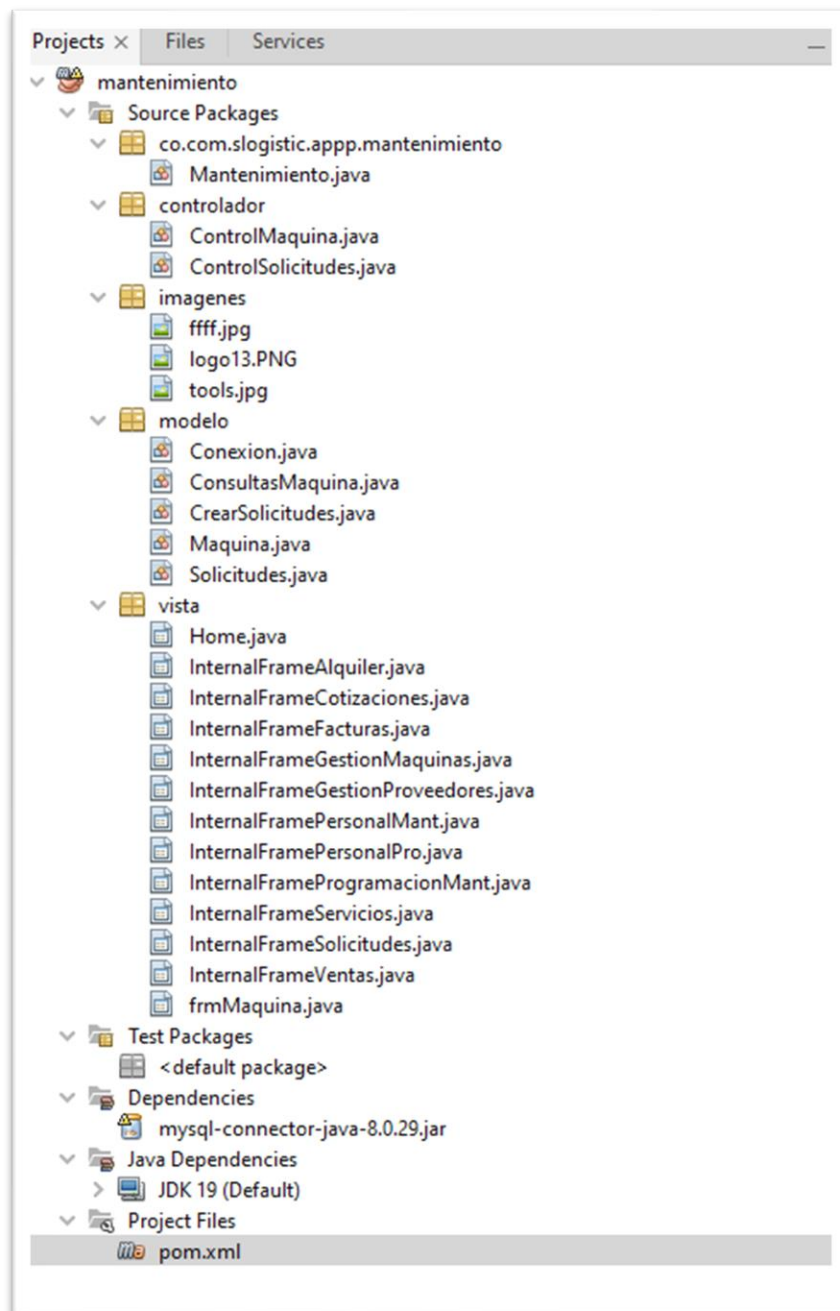 Projects × Files Services
mantenimiento
Source Packages
co.com.slogistic.appp.mantenimiento
Mantenimiento.java
controlador
ControlMaquina.java
ControlSolicitudes.java
imagenes
ffff.jpg
logo13.PNG
tools.jpg
modelo
Conexion.java
ConsultasMaquina.java
CrearSolicitudes.java
Maquina.java
Solicitudes.java
vista
Home.java
InternalFrameAlquiler.java
InternalFrameCotizaciones.java
InternalFrameFacturas.java
InternalFrameGestionMaquinas.java
InternalFrameGestionProveedores.java
InternalFramePersonalMant.java
InternalFramePersonalPro.java
InternalFrameProgramacionMant.java
InternalFrameServicios.java
InternalFrameSolicitudes.java
InternalFrameVentas.java
frmMaquina.java
Test Packages
<default package>
Dependencies
mysql-connector-java-8.0.29.jar
Java Dependencies
JDK 19 (Default)
Project Files
pom.xml